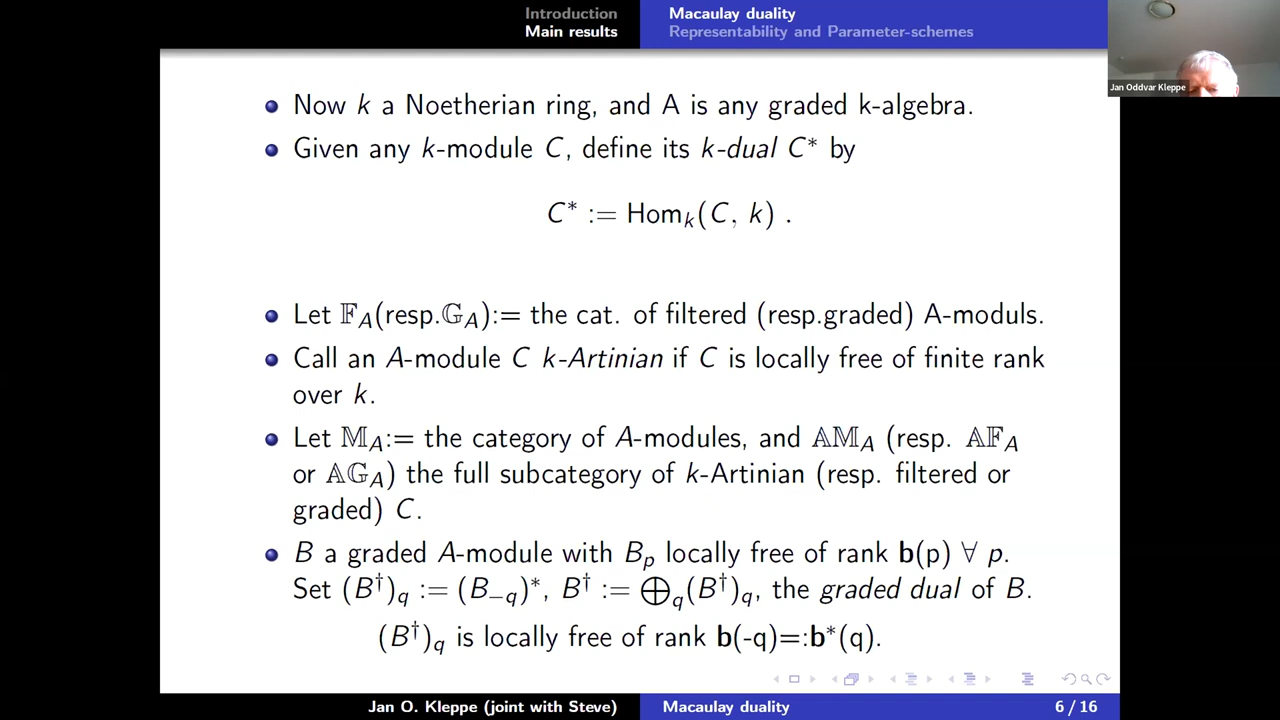 Introduction
Main results
Macaulay duality
Representability and Parameter-schemes
Jan Oddvar Kleppe
Now k a Noetherian ring, and A is any graded k-algebra.
Given any k-module C, define its k-dual C* by
C* := Homₖ(C, k) .
Let 𝔽_A(resp.𝔾_A):= the cat. of filtered (resp.graded) A-moduls.
Call an A-module C k-Artinian if C is locally free of finite rank
over k.
Let 𝕄_A:= the category of A-modules, and 𝔸𝕄_A (resp. 𝔸𝔽_A
or 𝔸𝔾_A) the full subcategory of k-Artinian (resp. filtered or
graded) C.
B a graded A-module with B_p locally free of rank b(p) ∀ p.
Set (B†)_q := (B_−q)*, B† := ⊕_q(B†)_q, the graded dual of B.
(B†)_q is locally free of rank b(-q)=:b*(q).
Jan O. Kleppe (joint with Steve)
Macaulay duality
6 / 16